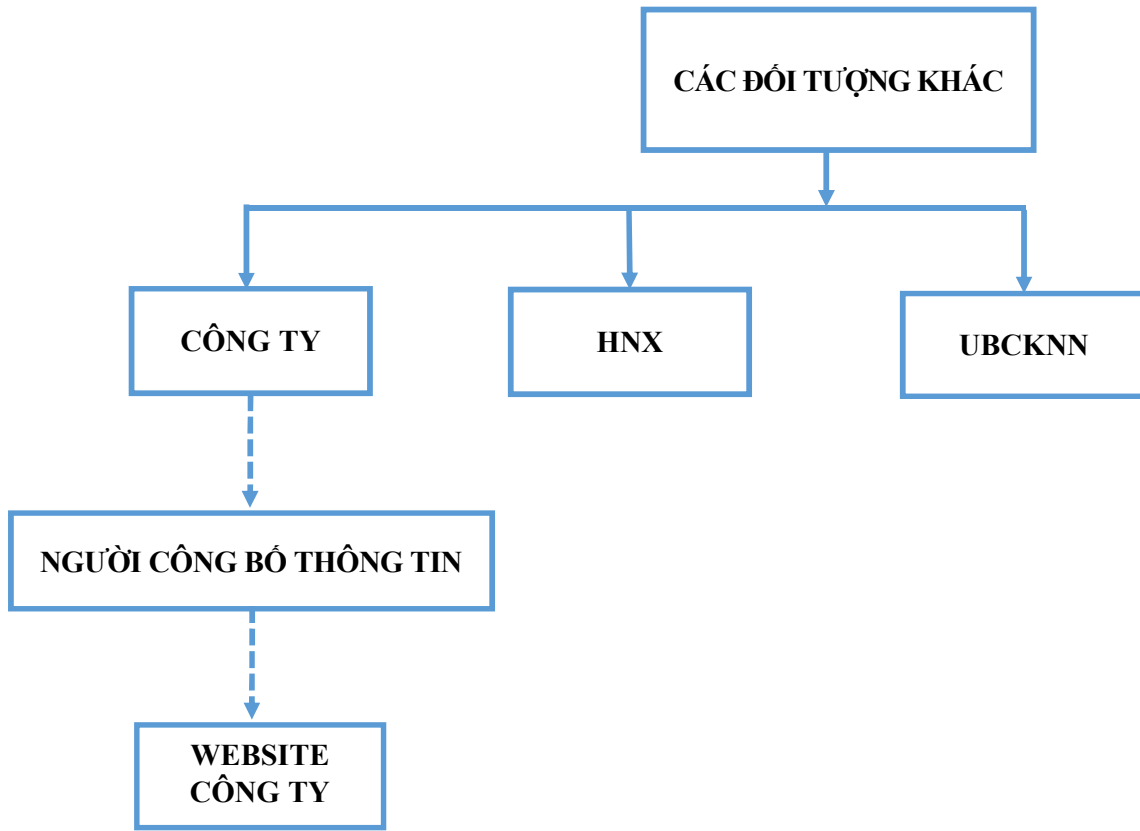 CÁC ĐỐI TƯỢNG KHÁC
CÔNG TY
HNX
UBCKNN
NGƯỜI CÔNG BỐ THÔNG TIN
WEBSITE
CÔNG TY